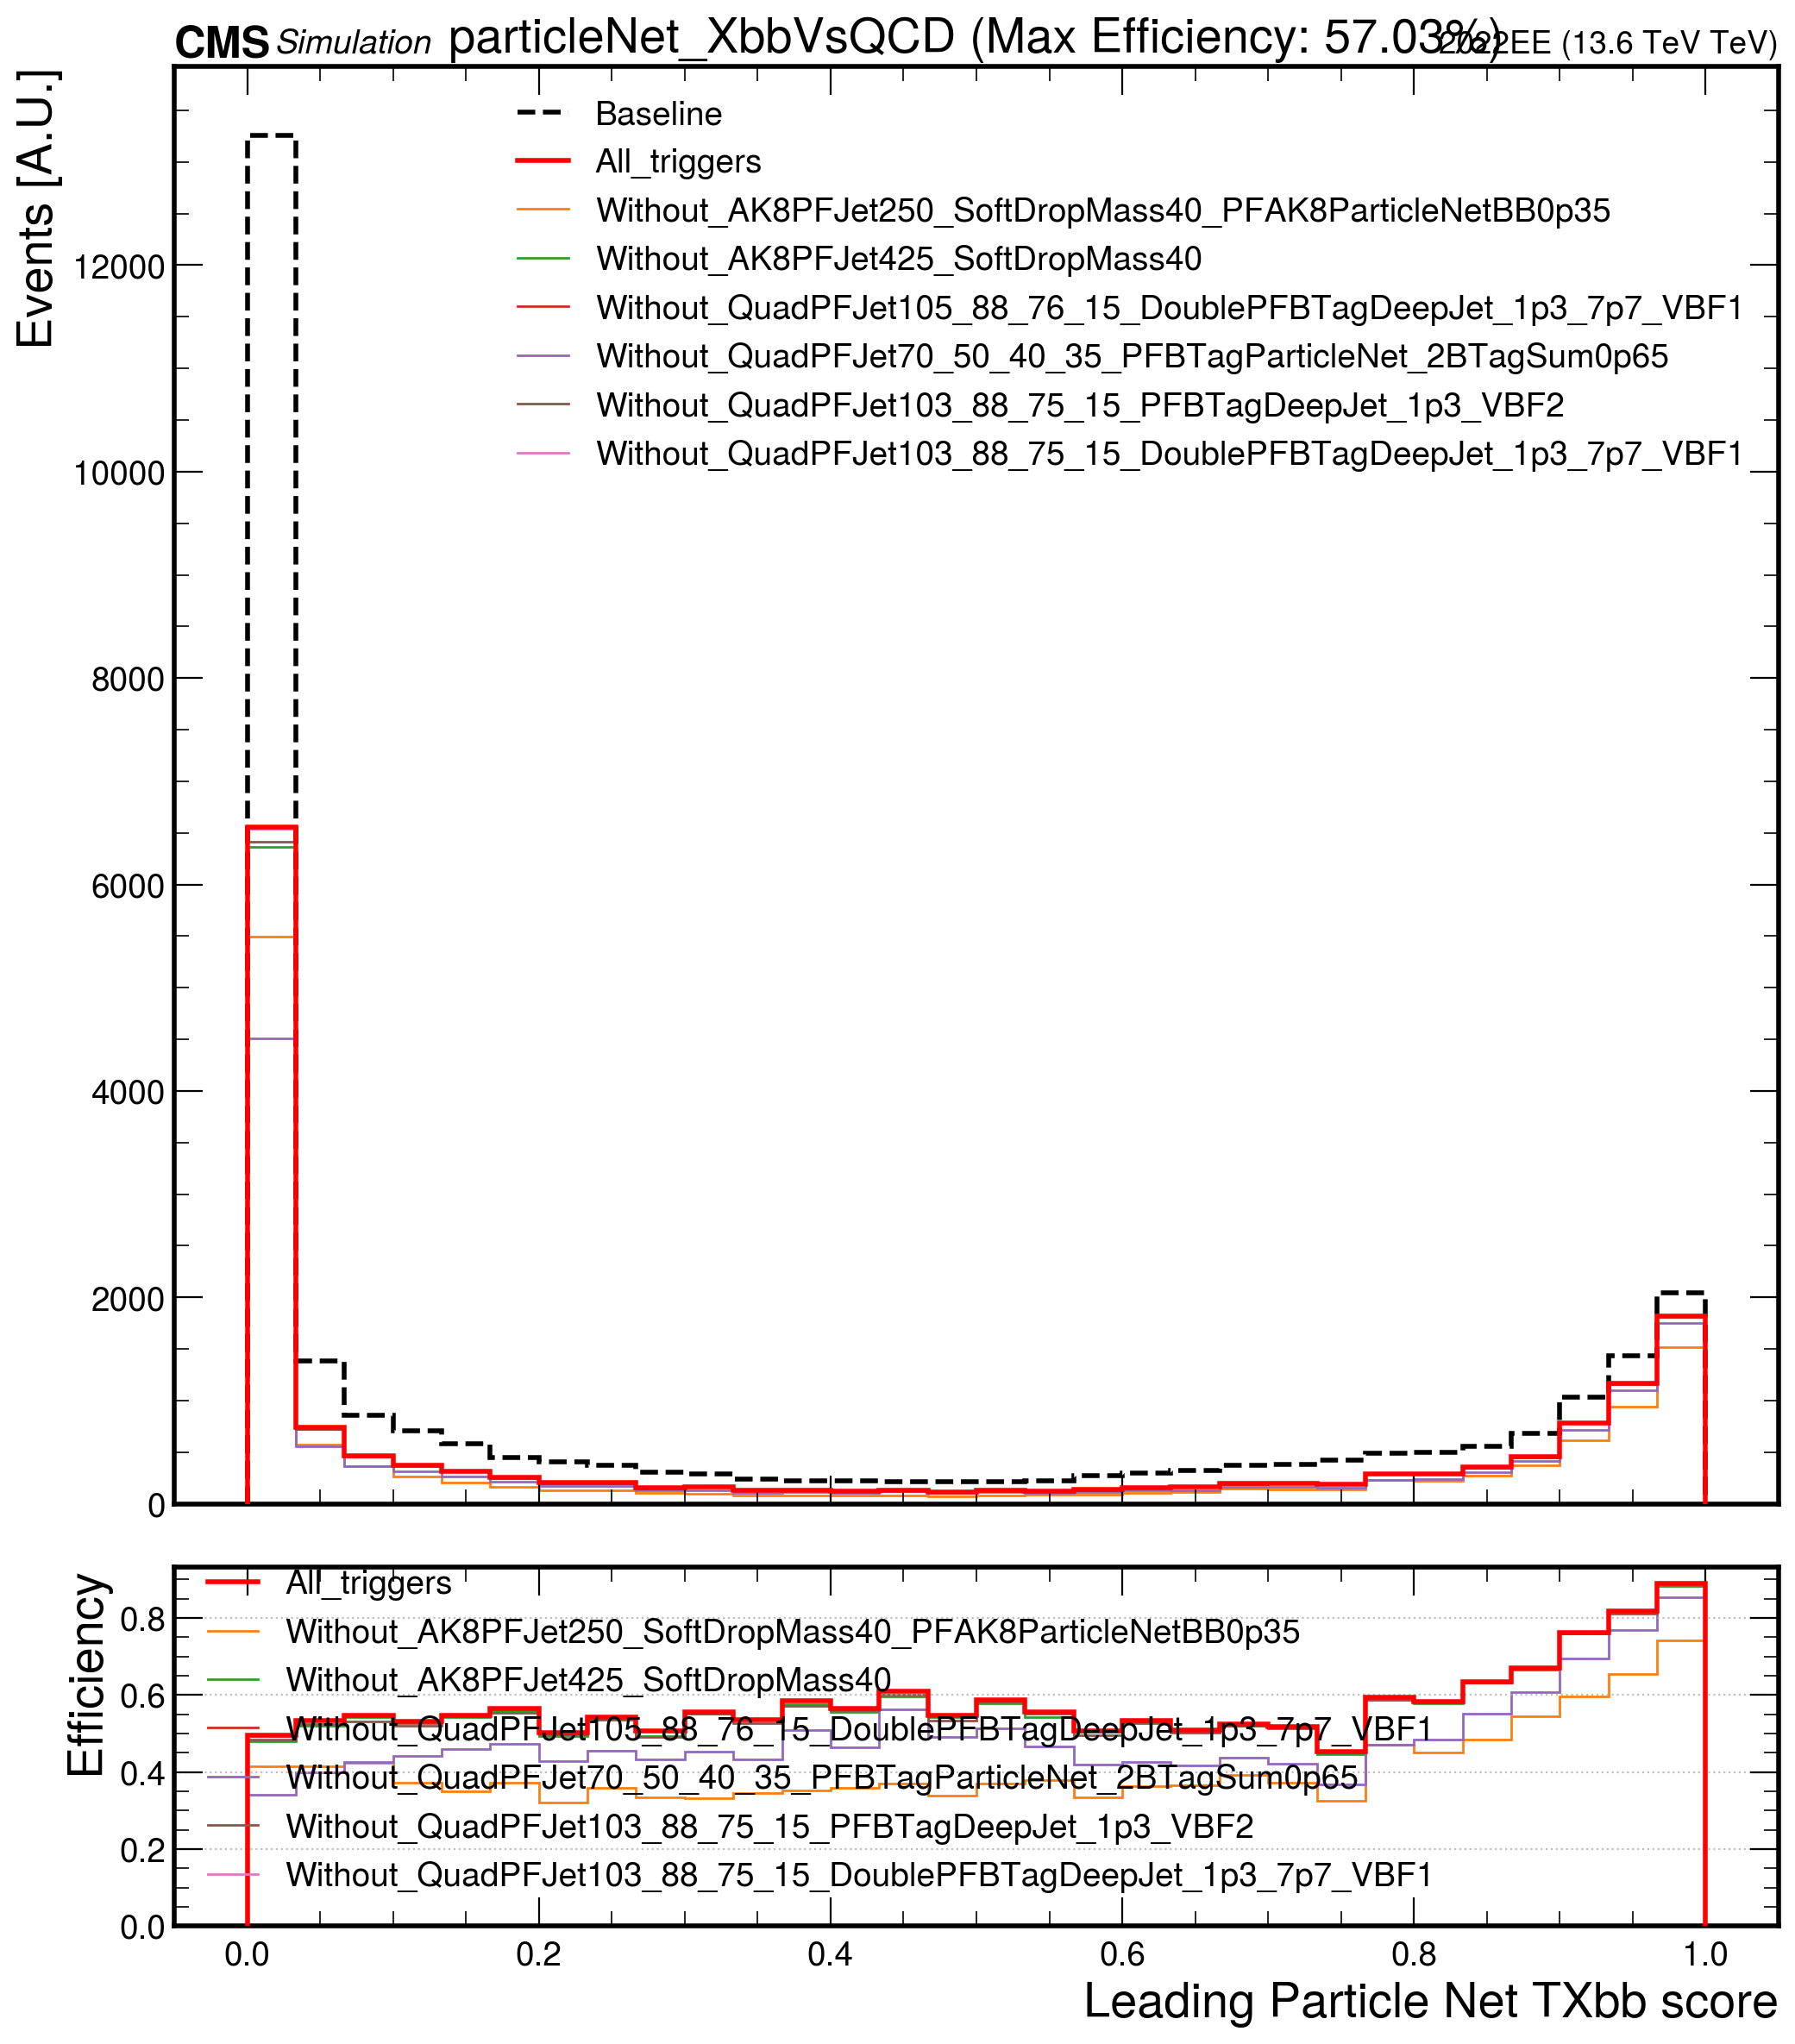 CMS Simulation particleNet_XbbVsQCD (Max Efficiency: 57.03%) 2022EE (13.6 TeV TeV)
Events [A.U.]
Baseline
All_triggers
Without_AK8PFJet250_SoftDropMass40_PFAK8ParticleNetBB0p35
Without_AK8PFJet425_SoftDropMass40
Without_QuadPFJet105_88_76_15_DoublePFBTagDeepJet_1p3_7p7_VBF1
Without_QuadPFJet70_50_40_35_PFBTagParticleNet_2BTagSum0p65
Without_QuadPFJet103_88_75_15_PFBTagDeepJet_1p3_VBF2
Without_QuadPFJet103_88_75_15_DoublePFBTagDeepJet_1p3_7p7_VBF1
12000
10000
8000
6000
4000
2000
0
Efficiency
All_triggers
Without_AK8PFJet250_SoftDropMass40_PFAK8ParticleNetBB0p35
Without_AK8PFJet425_SoftDropMass40
Without_QuadPFJet105_88_76_15_DoublePFBTagDeepJet_1p3_7p7_VBF1
Without_QuadPFJet70_50_40_35_PFBTagParticleNet_2BTagSum0p65
Without_QuadPFJet103_88_75_15_PFBTagDeepJet_1p3_VBF2
Without_QuadPFJet103_88_75_15_DoublePFBTagDeepJet_1p3_7p7_VBF1
0.8
0.6
0.4
0.2
0.0
0.0 0.2 0.4 0.6 0.8 1.0
Leading Particle Net TXbb score